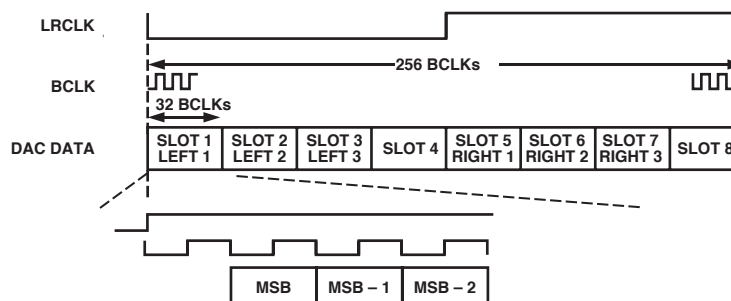 LRCLK
256 BCLKs
BCLK
32 BCLKs
DAC DATA
SLOT 1
LEFT 1
SLOT 2
LEFT 2
SLOT 3
LEFT 3
SLOT 4
SLOT 5
RIGHT 1
SLOT 6
RIGHT 2
SLOT 7
RIGHT 3
SLOT 8
MSB
MSB – 1
MSB – 2